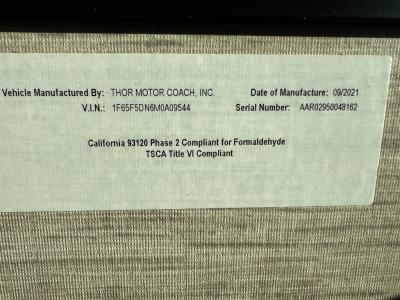 Vehicle Manufactured By: THOR MOTOR COACH, INC. Date of Manufacture: 09/2021
V.I.N.: 1F65F5DN6M0A09544 Serial Number: AAR02950048162
California 93120 Phase 2 Compliant for Formaldehyde
TSCA Title VI Compliant